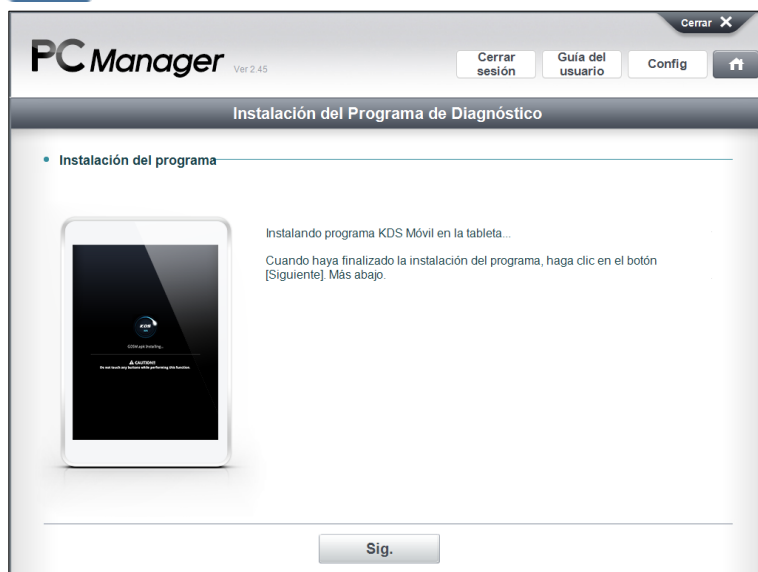 Cerrar X
PC Manager Ver 2.45
Cerrar sesión
Guía del usuario
Config
Instalación del Programa de Diagnóstico
Instalación del programa
Instalando programa KDS Móvil en la tableta...
Cuando haya finalizado la instalación del programa, haga clic en el botón
[Siguiente]. Más abajo.
KDS
Installing...
CAUTION!!
Do not touch any buttons while performing this function
Sig.